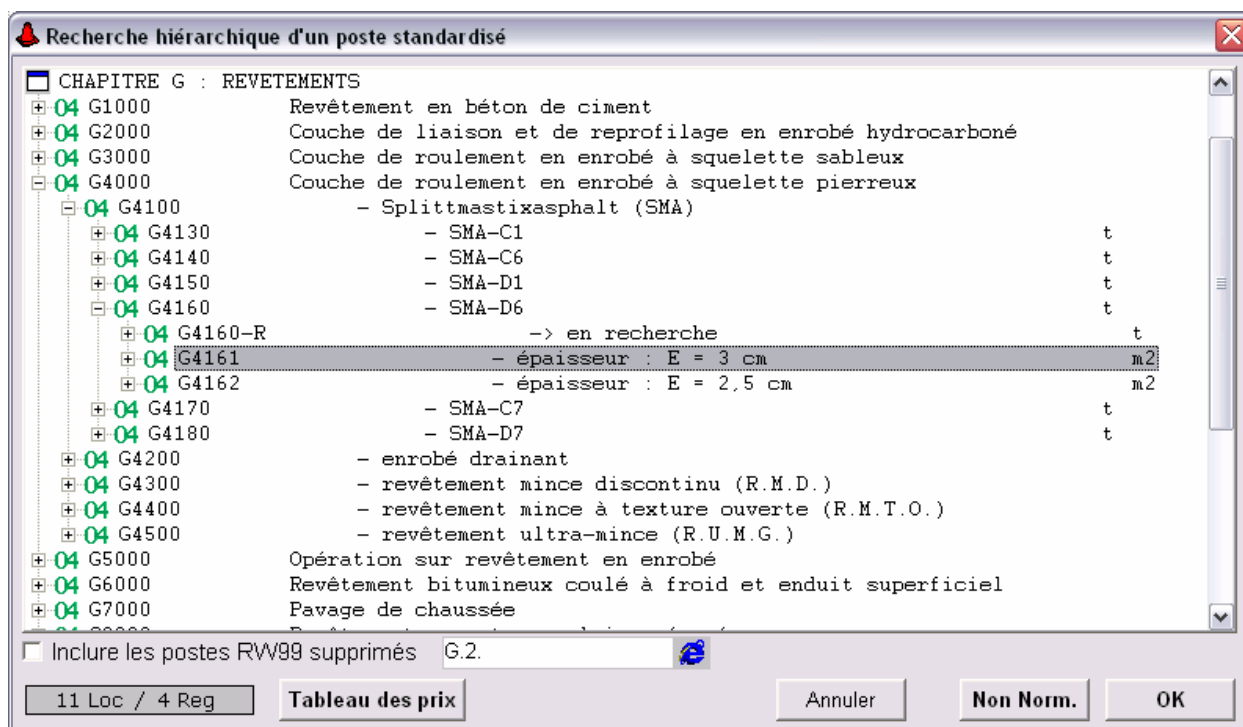 Recherche hiérarchique d'un poste standardisé
CHAPITRE G : REVETEMENTS
04 G1000 Revêtement en béton de ciment
04 G2000 Couche de liaison et de reprofilage en enrobé hydrocarboné
04 G3000 Couche de roulement en enrobé à squelette sableux
04 G4000 Couche de roulement en enrobé à squelette pierreux
04 G4100 - Splittmastixasphalt (SMA)
04 G4130 - SMA-C1 t
04 G4140 - SMA-C6 t
04 G4150 - SMA-D1 t
04 G4160 - SMA-D6 t
04 G4160-R -> en recherche t
04 G4161 - épaisseur : E = 3 cm m2
04 G4162 - épaisseur : E = 2,5 cm m2
04 G4170 - SMA-C7 t
04 G4180 - SMA-D7 t
04 G4200 - enrobé drainant
04 G4300 - revêtement mince discontinu (R.M.D.)
04 G4400 - revêtement mince à texture ouverte (R.M.T.O.)
04 G4500 - revêtement ultra-mince (R.U.M.G.)
04 G5000 Opération sur revêtement en enrobé
04 G6000 Revêtement bitumineux coulé à froid et enduit superficiel
04 G7000 Pavage de chaussée
Inclure les postes RW99 supprimés G.2.
11 Loc / 4 Reg Tableau des prix Annuler Non Norm. OK